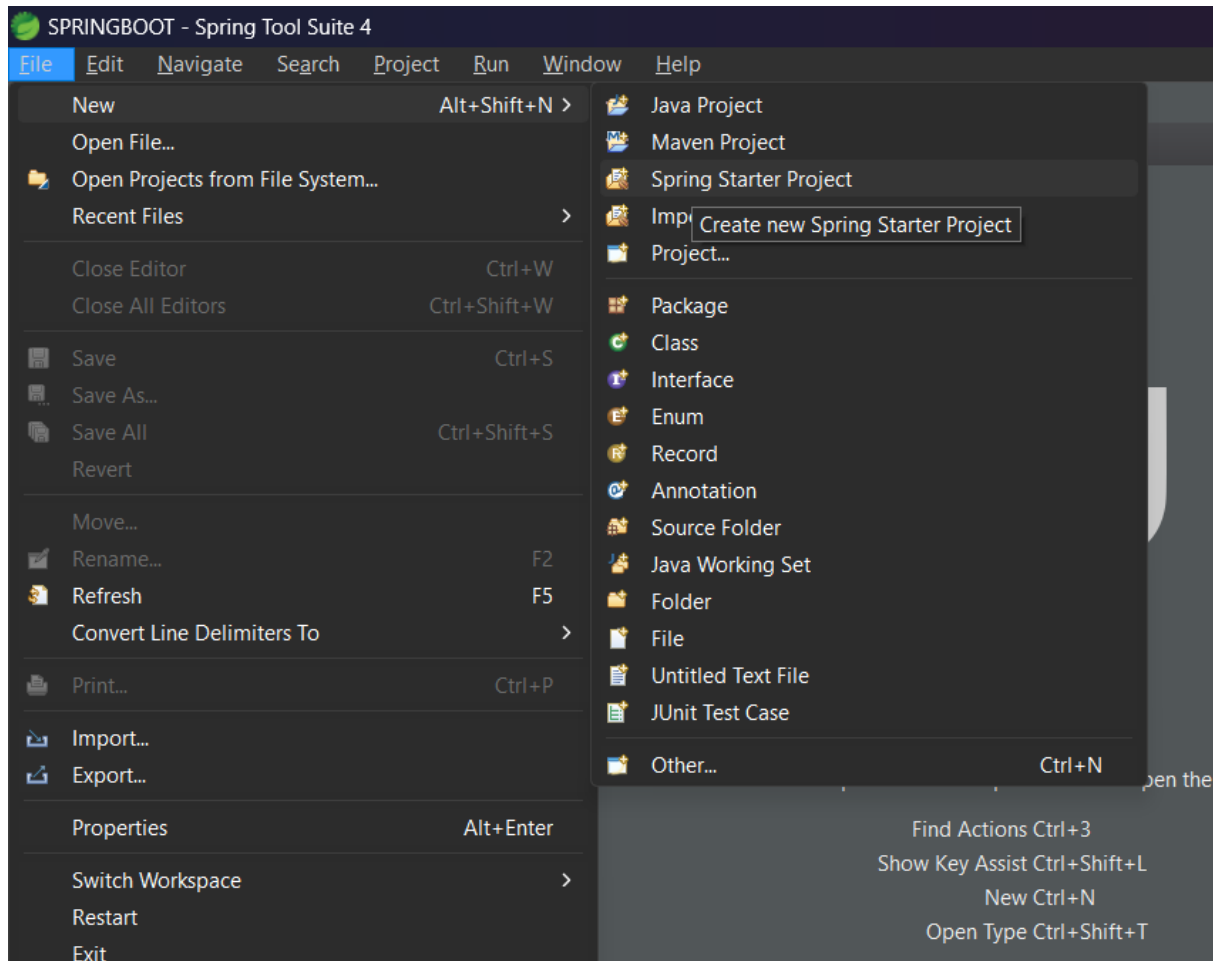 SPRINGBOOT - Spring Tool Suite 4
File Edit Navigate Search Project Run Window Help
New Alt+Shift+N >
Open File...
Open Projects from File System...
Recent Files >
Close Editor Ctrl+W
Close All Editors Ctrl+Shift+W
Save Ctrl+S
Save As...
Save All Ctrl+Shift+S
Revert
Move...
Rename... F2
Refresh F5
Convert Line Delimiters To >
Print... Ctrl+P
Import...
Export...
Properties Alt+Enter
Switch Workspace >
Restart
Exit
Java Project
Maven Project
Spring Starter Project
Create new Spring Starter Project
Project...
Package
Class
Interface
Enum
Record
Annotation
Source Folder
Java Working Set
Folder
File
Untitled Text File
JUnit Test Case
Other... Ctrl+N
the
Find Actions Ctrl+3
Show Key Assist Ctrl+Shift+L
New Ctrl+N
Open Type Ctrl+Shift+T